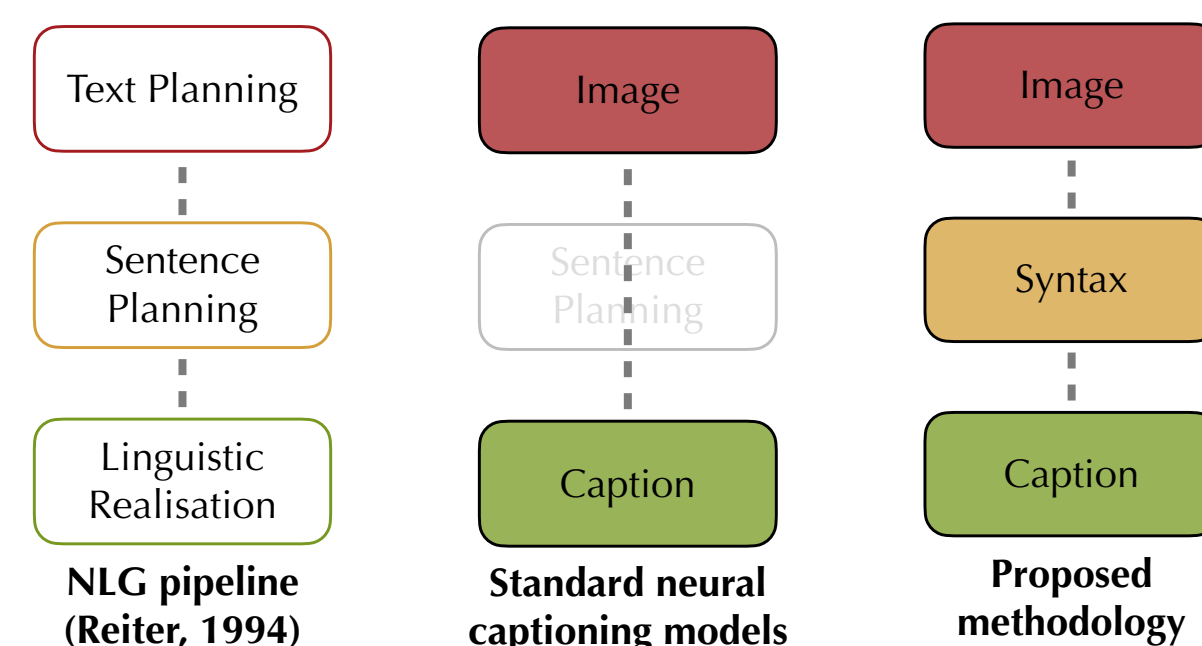 Text Planning
Sentence
Planning
Linguistic
Realisation
NLG pipeline
(Reiter, 1994)
Image
Sentence
Planning
Caption
Standard neural
captioning models
Image
Syntax
Caption
Proposed
methodology